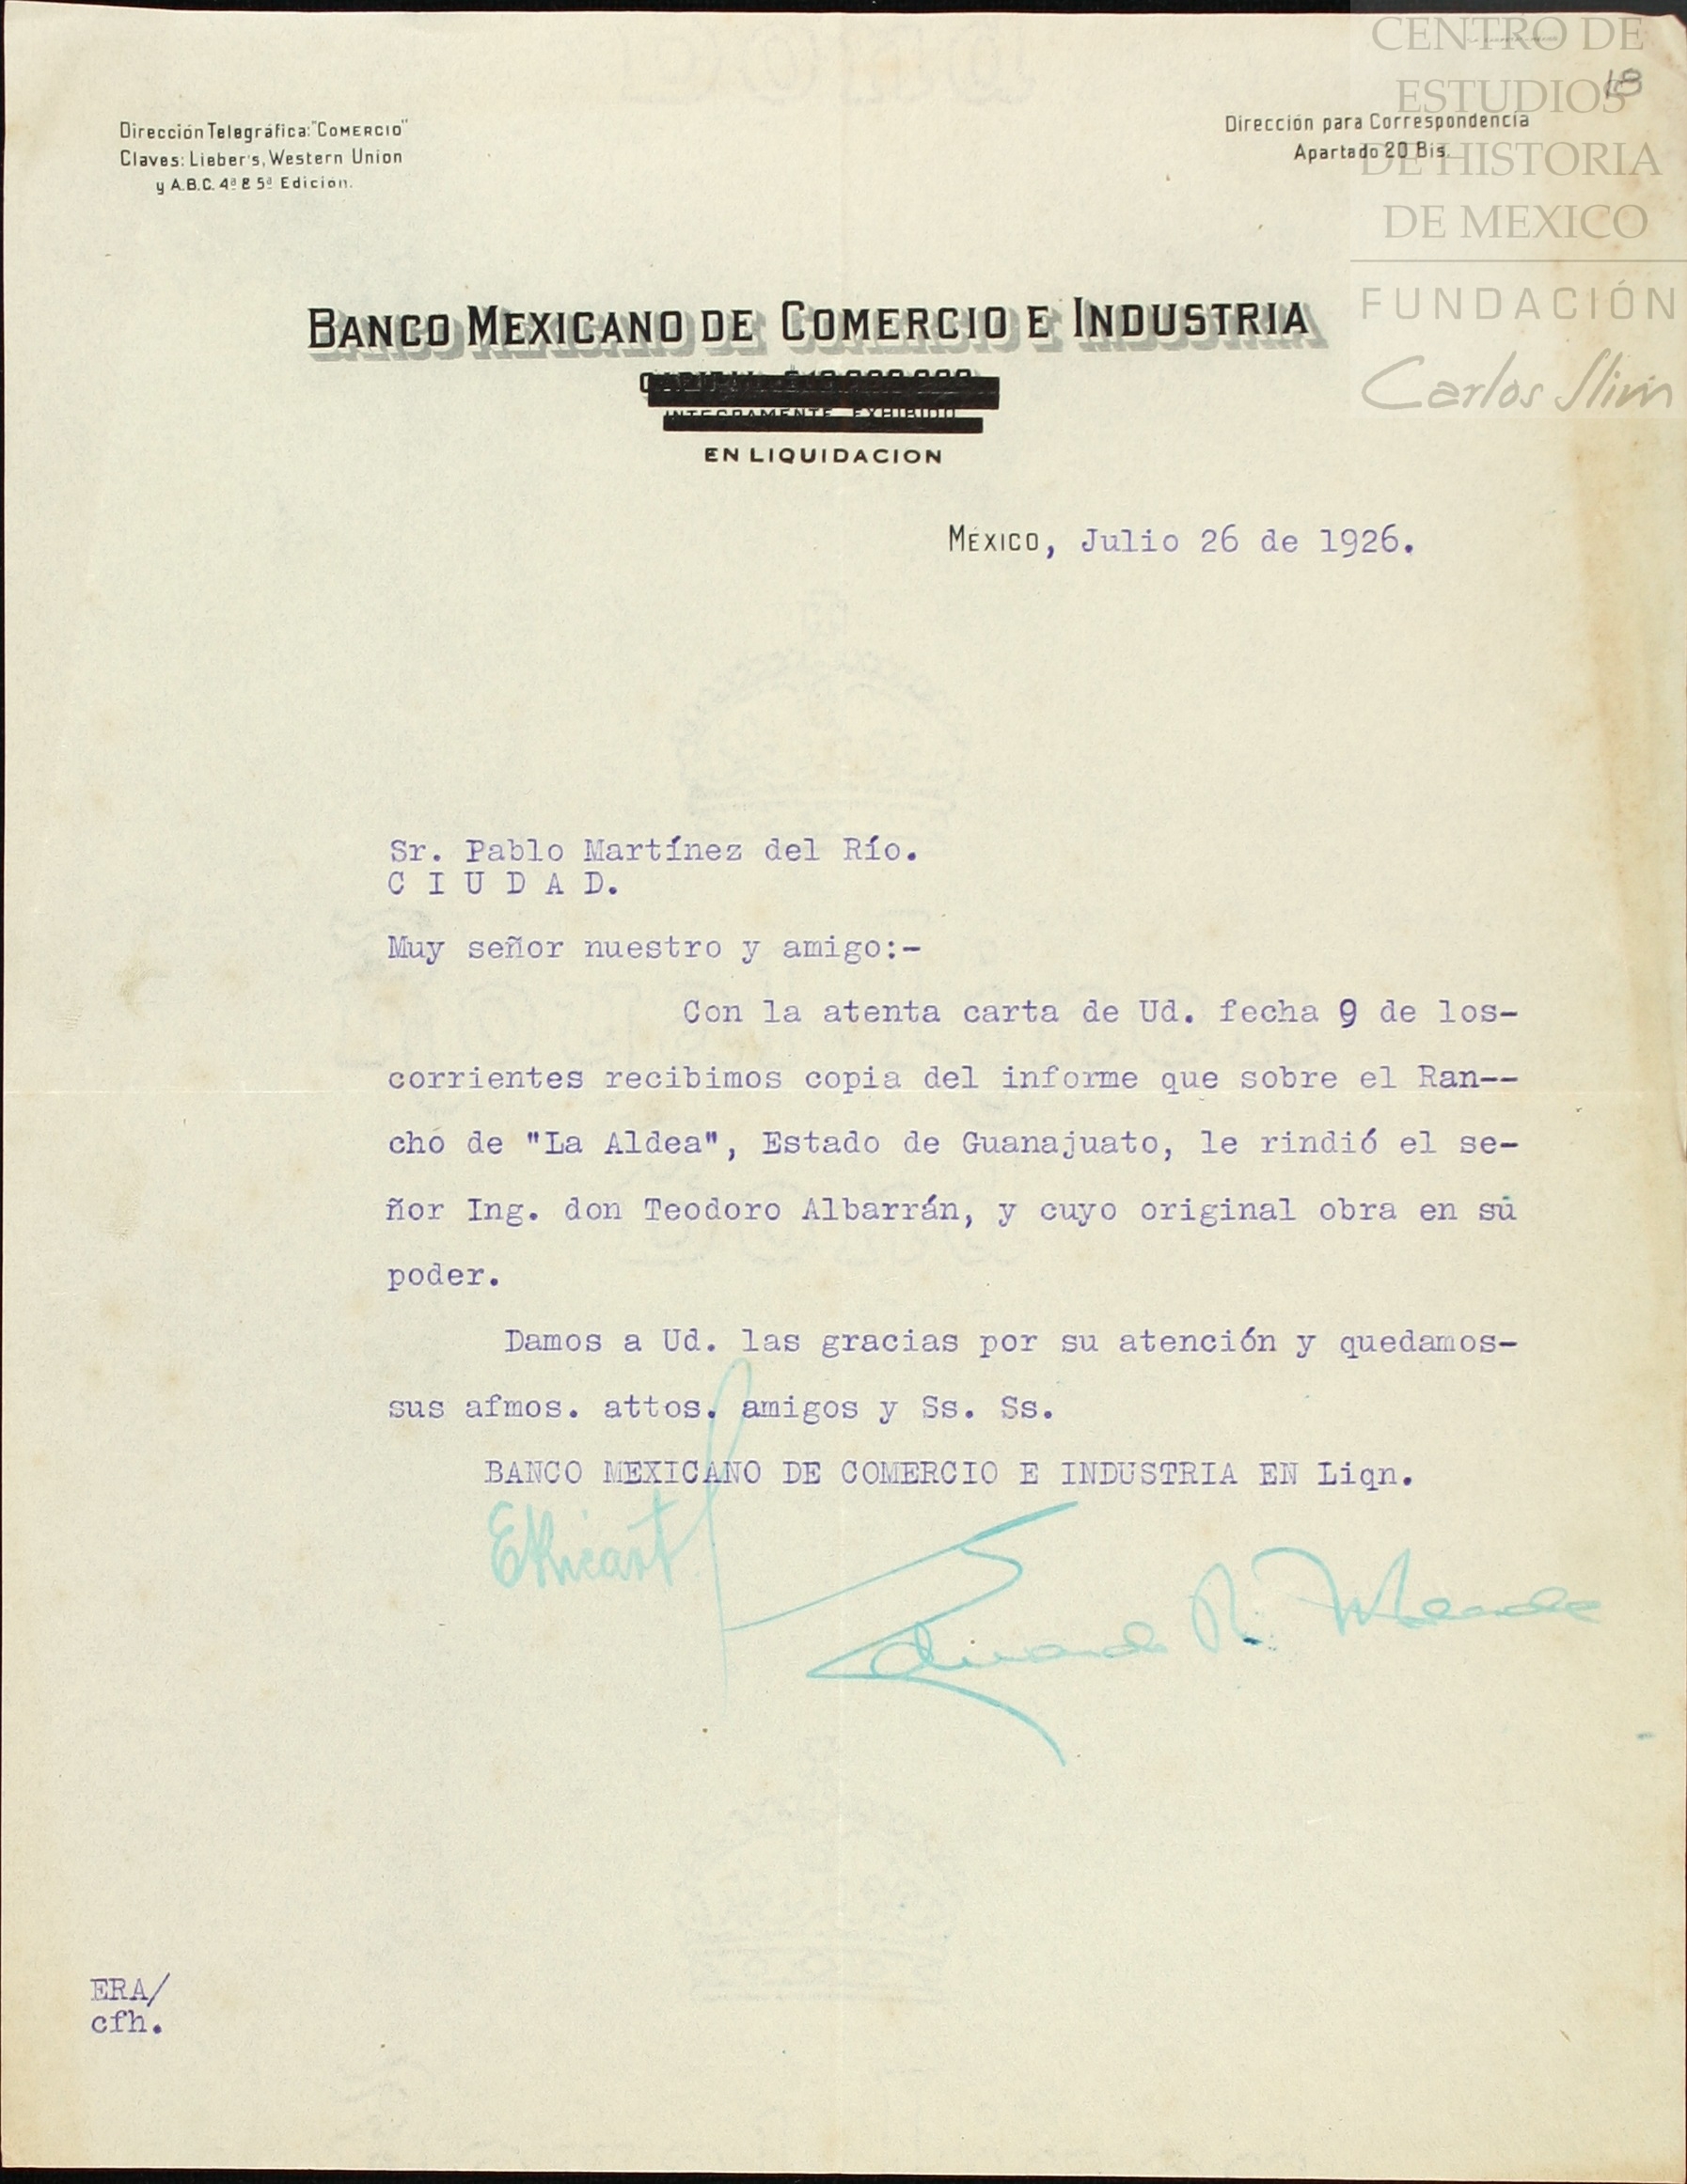 CENTRO DE
ESTUDIOS
DE HISTORIA
DE MEXICO
FUNDACIÓN
Carlos Slim
18
Dirección Telegráfica: "COMERCIO"
Claves: Lieber's, Western Union
y A.B.C. 4ª & 5ª Edición.
Dirección para Correspondencia
Apartado 20 Bis.
BANCO MEXICANO DE COMERCIO E INDUSTRIA
INTEGRAMENTE EXHIBIDO
EN LIQUIDACION
MÉXICO, Julio 26 de 1926.
Sr. Pablo Martínez del Río.
C I U D A D.
Muy señor nuestro y amigo:-
Con la atenta carta de Ud. fecha 9 de los-
corrientes recibimos copia del informe que sobre el Ran--
cho de "La Aldea", Estado de Guanajuato, le rindió el se-
ñor Ing. don Teodoro Albarrán, y cuyo original obra en su
poder.
Damos a Ud. las gracias por su atención y quedamos-
sus afmos. attos. amigos y Ss. Ss.
BANCO MEXICANO DE COMERCIO E INDUSTRIA EN Liqn.
ERA/
cfh.